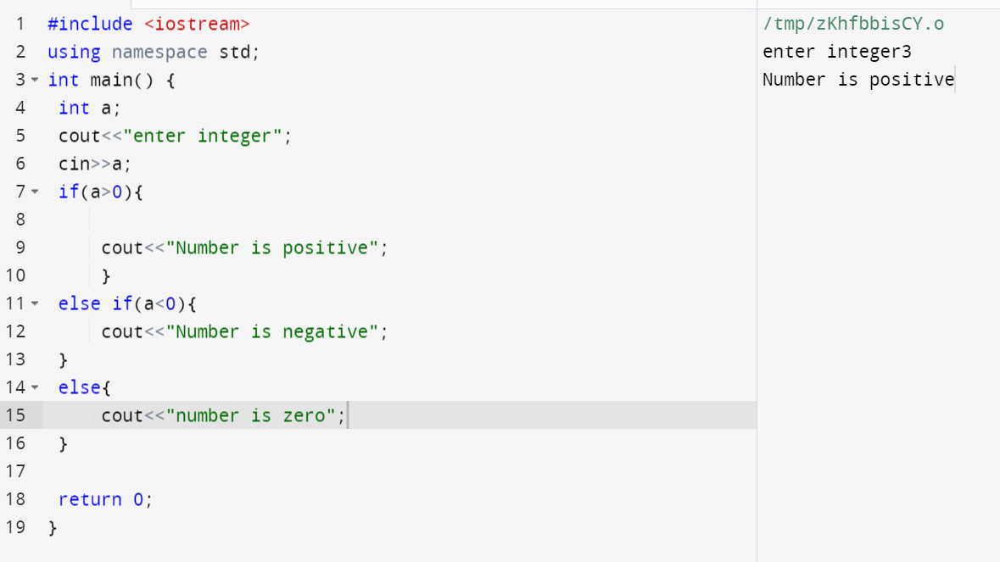 1 #include <iostream>
2 using namespace std;
3 int main() {
4 int a;
5 cout<<"enter integer";
6 cin>>a;
7 if(a>0){
8
9 cout<<"Number is positive";
10 }
11 else if(a<0){
12 cout<<"Number is negative";
13 }
14 else{
15 cout<<"number is zero";
16 }
17
18 return 0;
19 }
/tmp/zKhfbbisCY.o
enter integer3
Number is positive